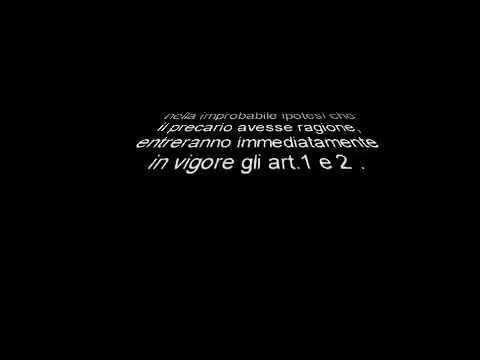 nella improbabile ipotesi che
il precario avesse ragione,
entreranno immediatamente
in vigore gli art.1 e 2 .